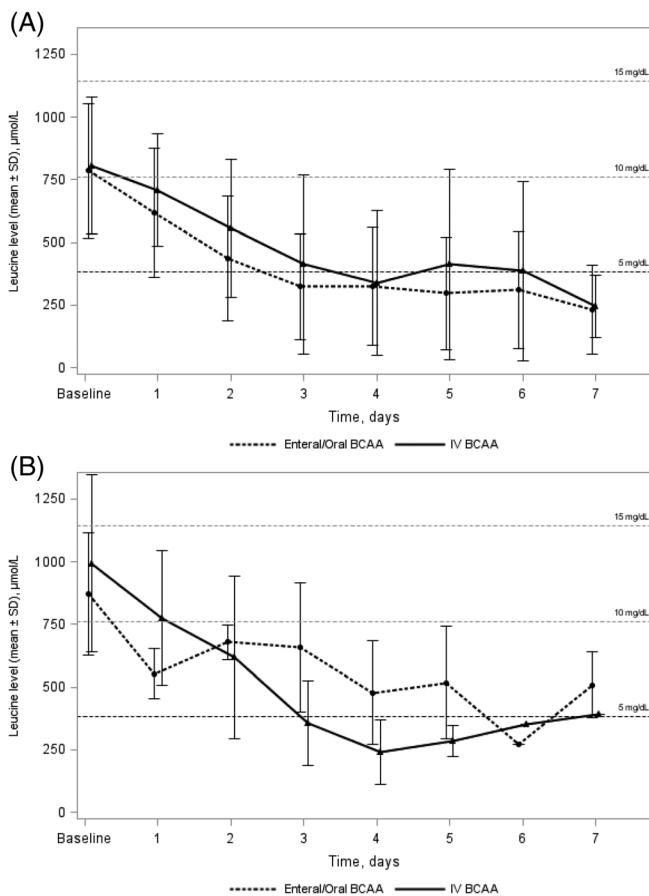 (A)
Leucine level (mean ± SD), µmol/L
1250
1000
750
500
250
0
15 mg/dL
10 mg/dL
5 mg/dL
Baseline 1 2 3 4 5 6 7
Time, days
Enteral/Oral BCAA IV BCAA
(B)
Leucine level (mean ± SD), µmol/L
1250
1000
750
500
250
0
15 mg/dL
10 mg/dL
5 mg/dL
Baseline 1 2 3 4 5 6 7
Time, days
Enteral/Oral BCAA IV BCAA